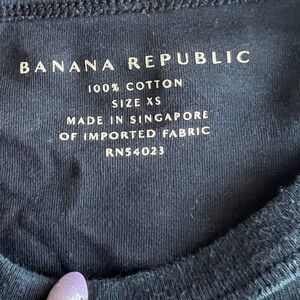 BANANA REPUBLIC
100% COTTON
SIZE XS
MADE IN SINGAPORE
OF IMPORTED FABRIC
RN54023